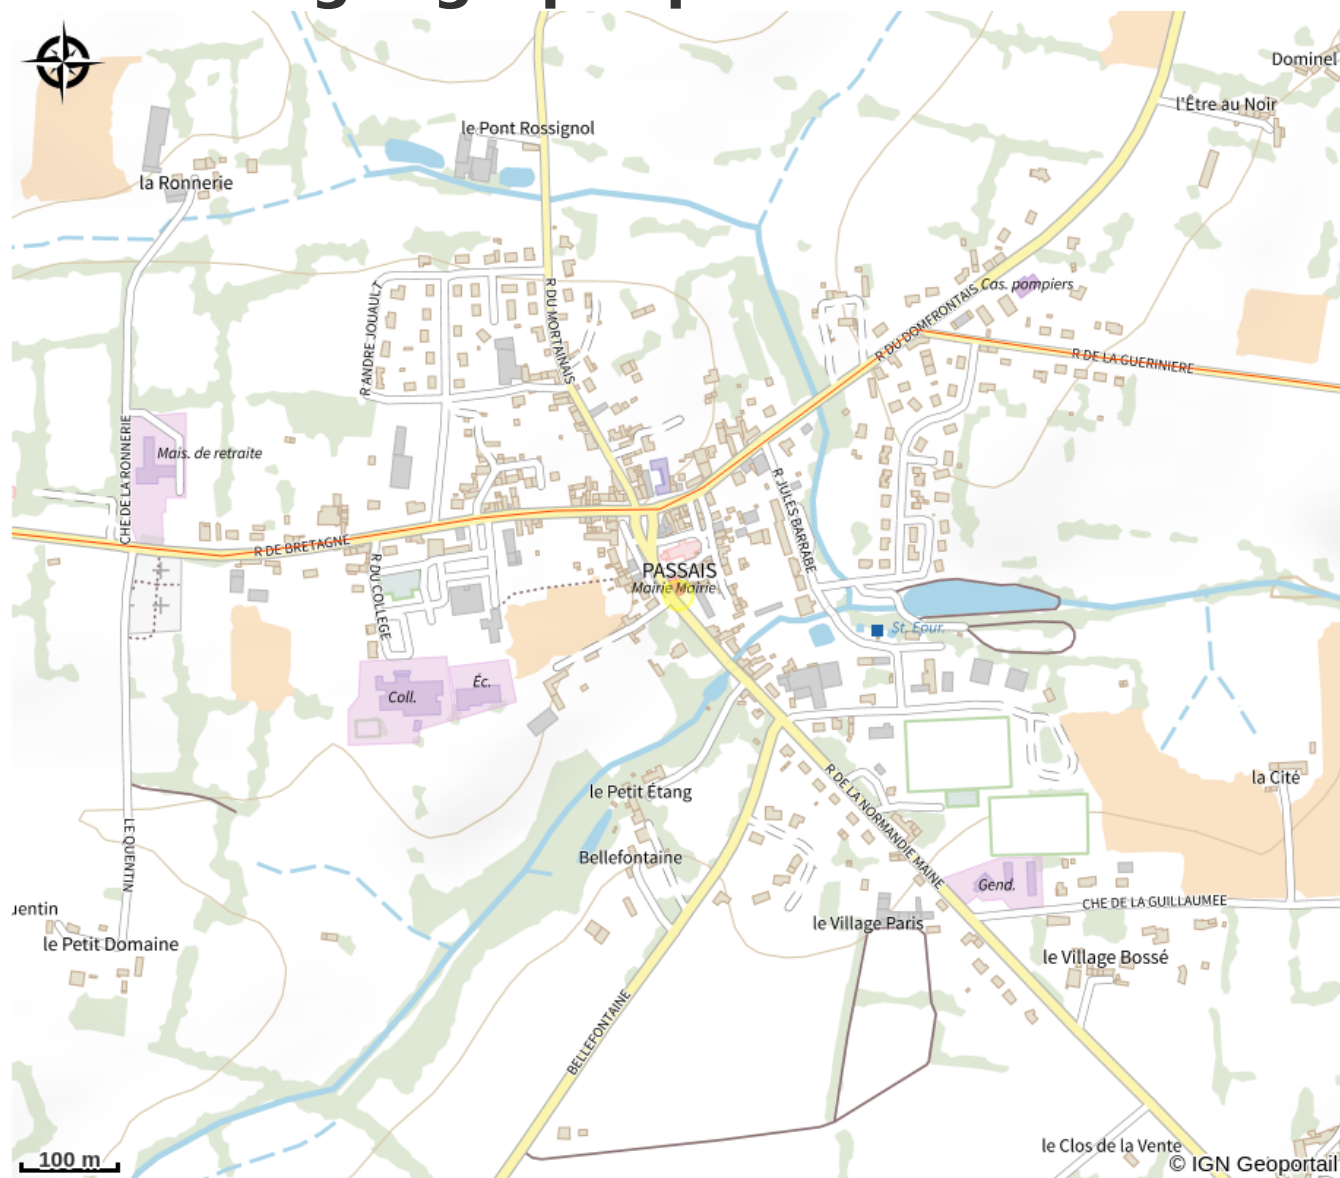 Dominel
l'Être au Noir
le Pont Rossignol
la Ronnerie
Cas. pompiers
R DU DOMFRONTAIS
R DU MORTAINAIS
R ANDRE JOUAULT
R DE LA GUERINIERE
CHE DE LA RONNERIE
Mais. de retraite
R JULES BARRABE
R DE BRETAGNE
R DU COLLEGE
PASSAIS
Mairie Mairie
St. Epur.
Éc.
Coll.
la Cité
le Petit Étang
R DE LA NORMANDIE MAINE
LE QUENTIN
Bellefontaine
Gend.
CHE DE LA GUILLAUMEE
uentin
le Village Paris
le Petit Domaine
le Village Bossé
BELLEFONTAINE
le Clos de la Vente
100 m
© IGN Geoportail